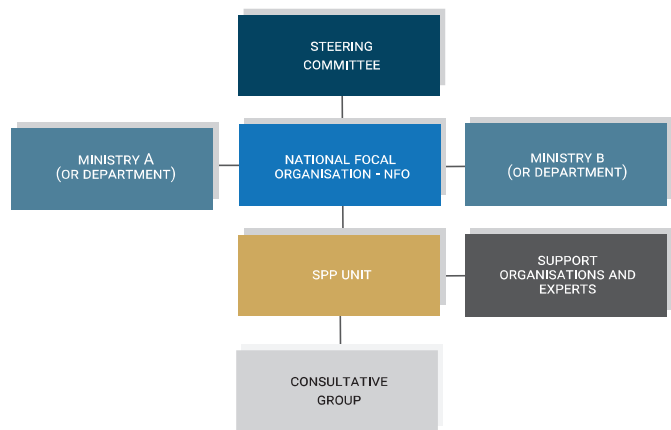 STEERING
COMMITTEE
MINISTRY A
(OR DEPARTMENT)
NATIONAL FOCAL
ORGANISATION - NFO
MINISTRY B
(OR DEPARTMENT)
SPP UNIT
SUPPORT
ORGANISATIONS AND
EXPERTS
CONSULTATIVE
GROUP